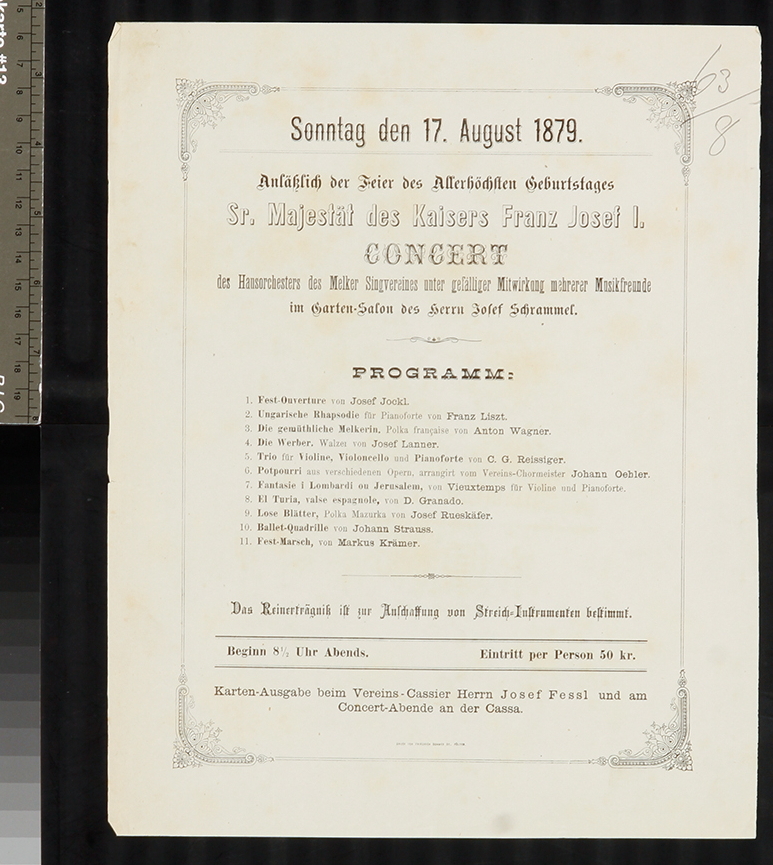 63
8
Sonntag den 17. August 1879.
Anläßlich der Feier des Allerhöchsten Geburtstages
Sr. Majestät des Kaisers Franz Josef I.
CONCERT
des Hausorchesters des Melker Singvereines unter gefälliger Mitwirkung mehrerer Musikfreunde
im Garten-Salon des Herrn Josef Schrammel.
PROGRAMM:
1. Fest-Ouverture von Josef Jockl.
2. Ungarische Rhapsodie für Pianoforte von Franz Liszt.
3. Die gemüthliche Melkerin, Polka française von Anton Wagner.
4. Die Werber, Walzer von Josef Lanner.
5. Trio für Violine, Violoncello und Pianoforte von C. G. Reissiger.
6. Potpourri aus verschiedenen Opern, arrangirt vom Vereins-Chormeister Johann Oehler.
7. Fantasie i Lombardi ou Jerusalem, von Vieuxtemps für Violine und Pianoforte.
8. El Turia, valse espagnole, von D. Granado.
9. Lose Blätter, Polka Mazurka von Josef Rueskäfer.
10. Ballet-Quadrille von Johann Strauss.
11. Fest-Marsch, von Markus Krämer.
Das Reinerträgniß ist zur Anschaffung von Streich-Instrumenten bestimmt.
Beginn 8½ Uhr Abends. Eintritt per Person 50 kr.
Karten-Ausgabe beim Vereins-Cassier Herrn Josef Fessl und am
Concert-Abende an der Cassa.